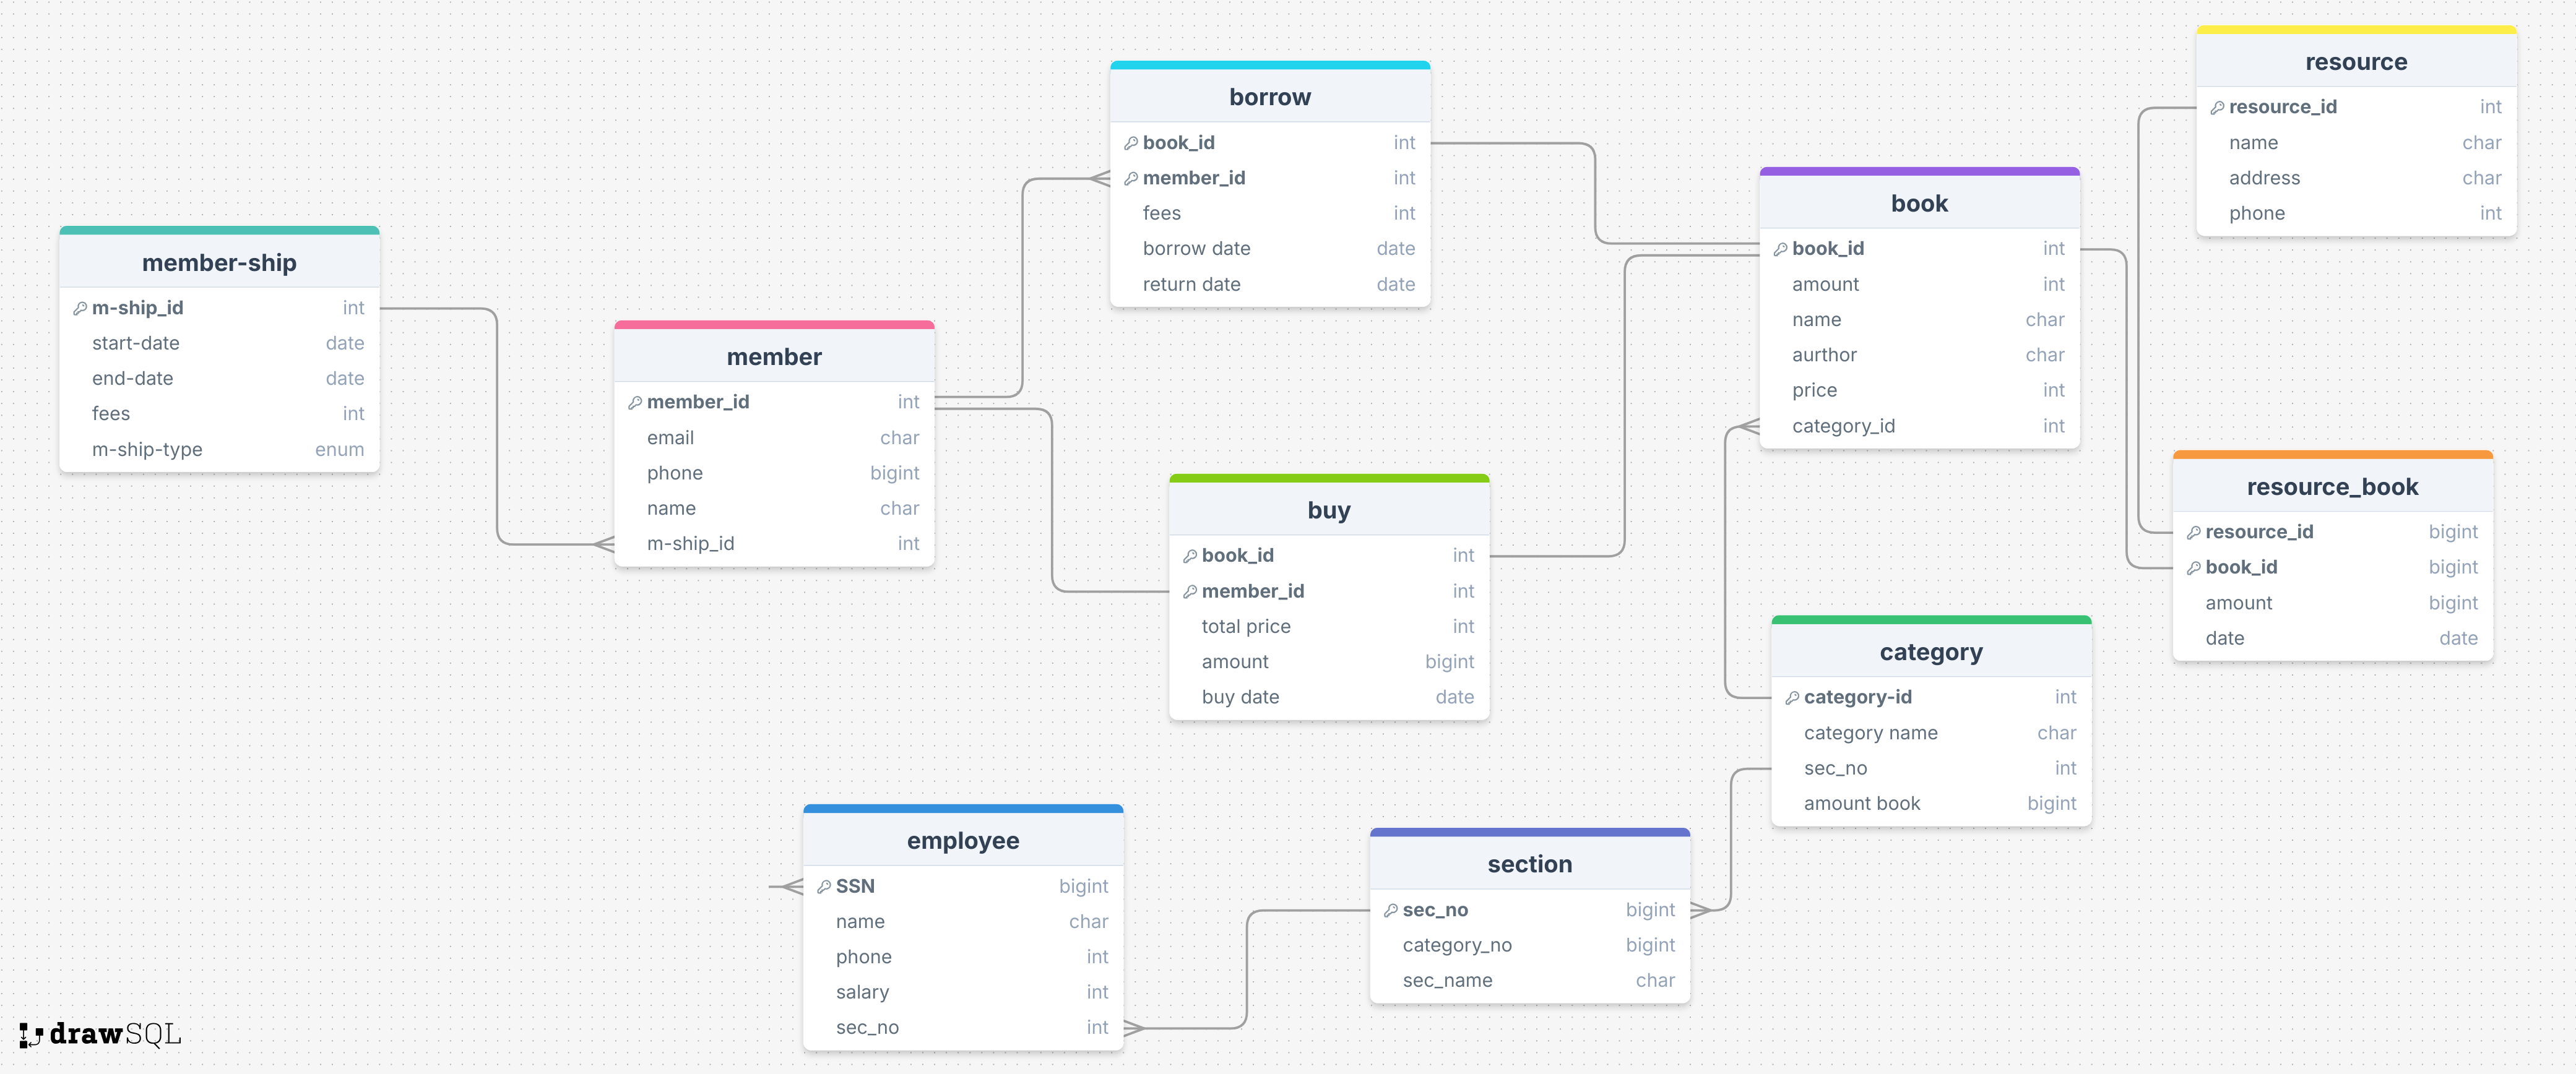 member-ship
m-ship_id int
start-date date
end-date date
fees int
m-ship-type enum
member
member_id int
email char
phone bigint
name char
m-ship_id int
borrow
book_id int
member_id int
fees int
borrow date date
return date date
buy
book_id int
member_id int
total price int
amount bigint
buy date date
book
book_id int
amount int
name char
aurthor char
price int
category_id int
resource
resource_id int
name char
address char
phone int
resource_book
resource_id bigint
book_id bigint
amount bigint
date date
category
category-id int
category name char
sec_no int
amount book bigint
employee
SSN bigint
name char
phone int
salary int
sec_no int
section
sec_no bigint
category_no bigint
sec_name char
drawSQL